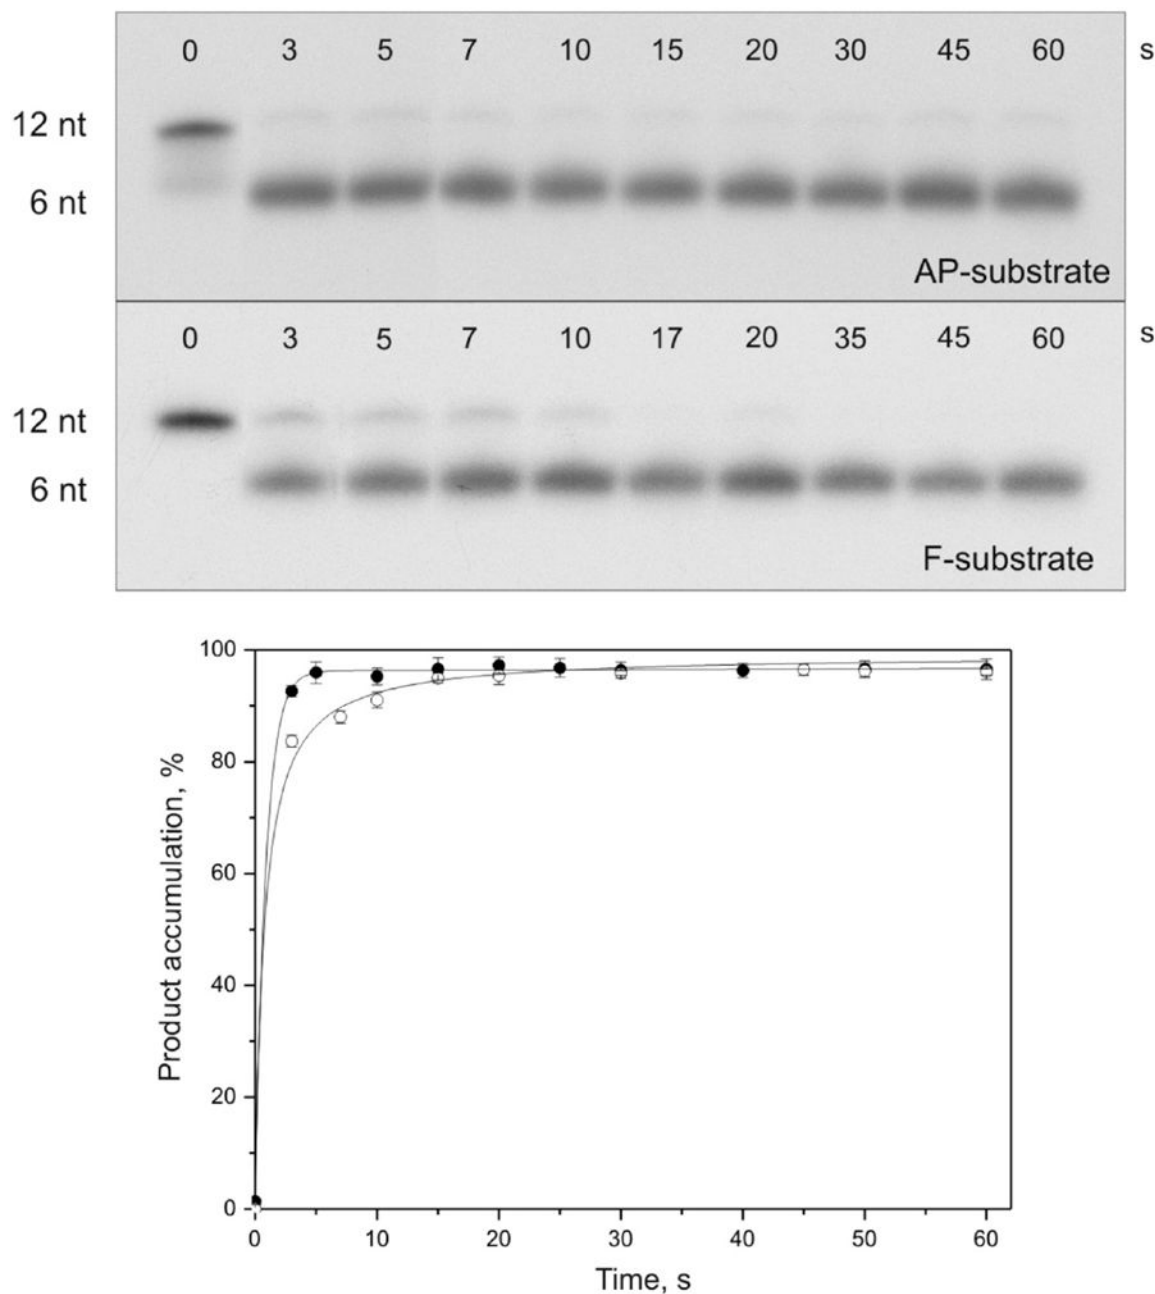 0 3 5 7 10 15 20 30 45 60 s
12 nt
6 nt
AP-substrate
0 3 5 7 10 17 20 35 45 60 s
12 nt
6 nt
F-substrate
100
80
60
40
20
0
Product accumulation, %
0 10 20 30 40 50 60
Time, s